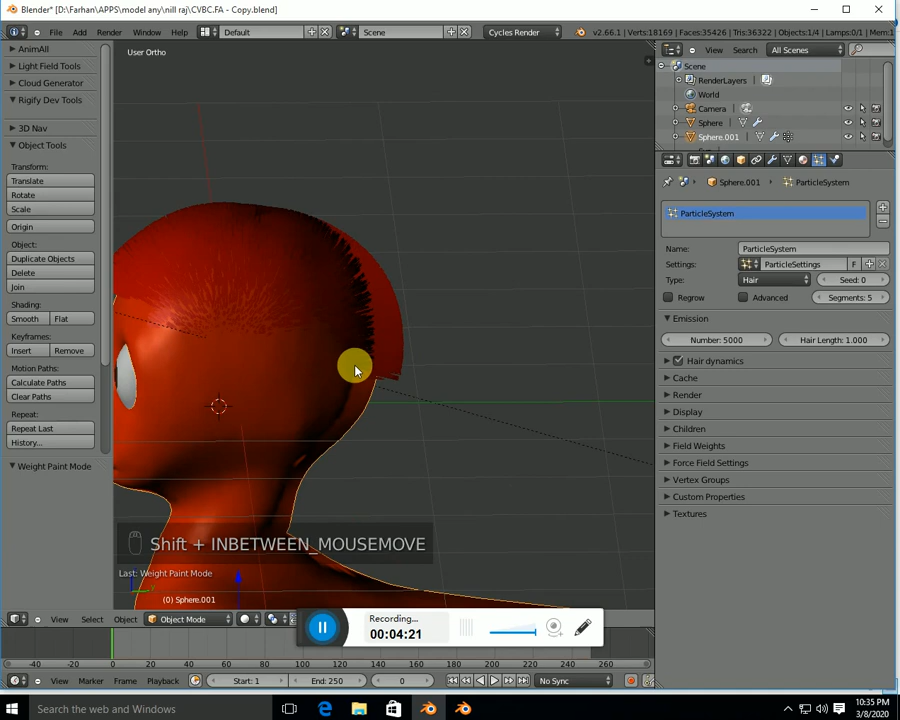 Blender* [D:\Farhan\APPS\model any\nill raj\CVBC.FA - Copy.blend]
File Add Render Window Help Default Scene Cycles Render v2.66.1 | Verts:18169 | Faces:35426 | Tris:36322 | Objects:1/4 | Lamps:0/1 | Mem:1
AnimAll
Light Field Tools
Cloud Generator
Rigify Dev Tools
3D Nav
Object Tools
Transform:
Translate
Rotate
Scale
Origin
Object:
Duplicate Objects
Delete
Join
Shading:
Smooth Flat
Keyframes:
Insert Remove
Motion Paths:
Calculate Paths
Clear Paths
Repeat:
Repeat Last
History...
Weight Paint Mode
User Ortho
Shift + INBETWEEN_MOUSEMOVE
Last: Weight Paint Mode
(0) Sphere.001
View Select Object Object Mode
Recording...
00:04:21
View Search All Scenes
Scene
RenderLayers
World
Camera
Sphere
Sphere.001
Sphere.001 ParticleSystem
ParticleSystem
Name: ParticleSystem
Settings: ParticleSettings F
Type: Hair Seed: 0
Regrow Advanced Segments: 5
Emission
Number: 5000 Hair Length: 1.000
Hair dynamics
Cache
Render
Display
Children
Field Weights
Force Field Settings
Vertex Groups
Custom Properties
Textures
-40 -20 0 20 40 60 80 100 120 140 160 180 200 220 240 260
View Marker Frame Playback Start: 1 End: 250 0 No Sync
Search Windows
10:35 PM
3/8/2020